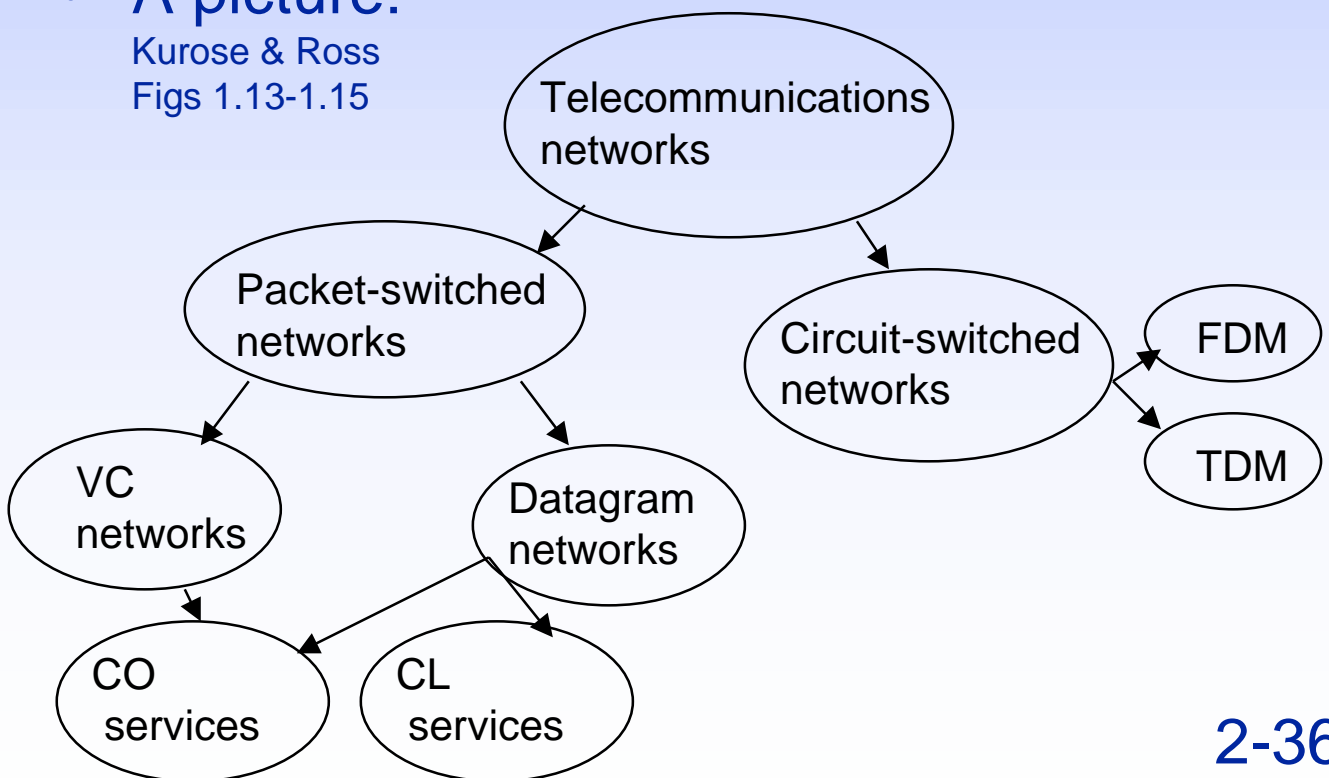 A picture:
Kurose & Ross
Figs 1.13-1.15
Telecommunications
networks
Packet-switched
networks
Circuit-switched
networks
FDM
TDM
VC
networks
Datagram
networks
CO
services
CL
services
2-36